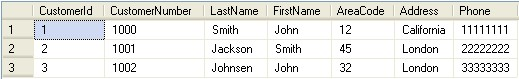 CustomerId CustomerNumber LastName FirstName AreaCode Address Phone
1 1 1000 Smith John 12 California 11111111
2 2 1001 Jackson Smith 45 London 22222222
3 3 1002 Johnsen John 32 London 33333333